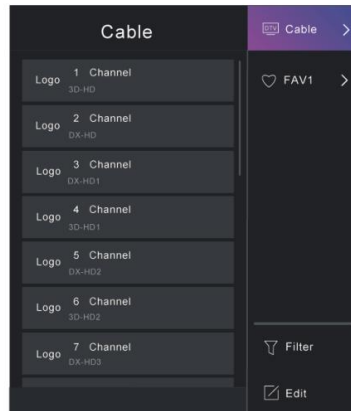 Cable
Logo 1 Channel
3D-HD
Logo 2 Channel
DX-HD
Logo 3 Channel
DX-HD1
Logo 4 Channel
3D-HD1
Logo 5 Channel
DX-HD2
Logo 6 Channel
3D-HD2
Logo 7 Channel
DX-HD3
DTV Cable
FAV1
Filter
Edit